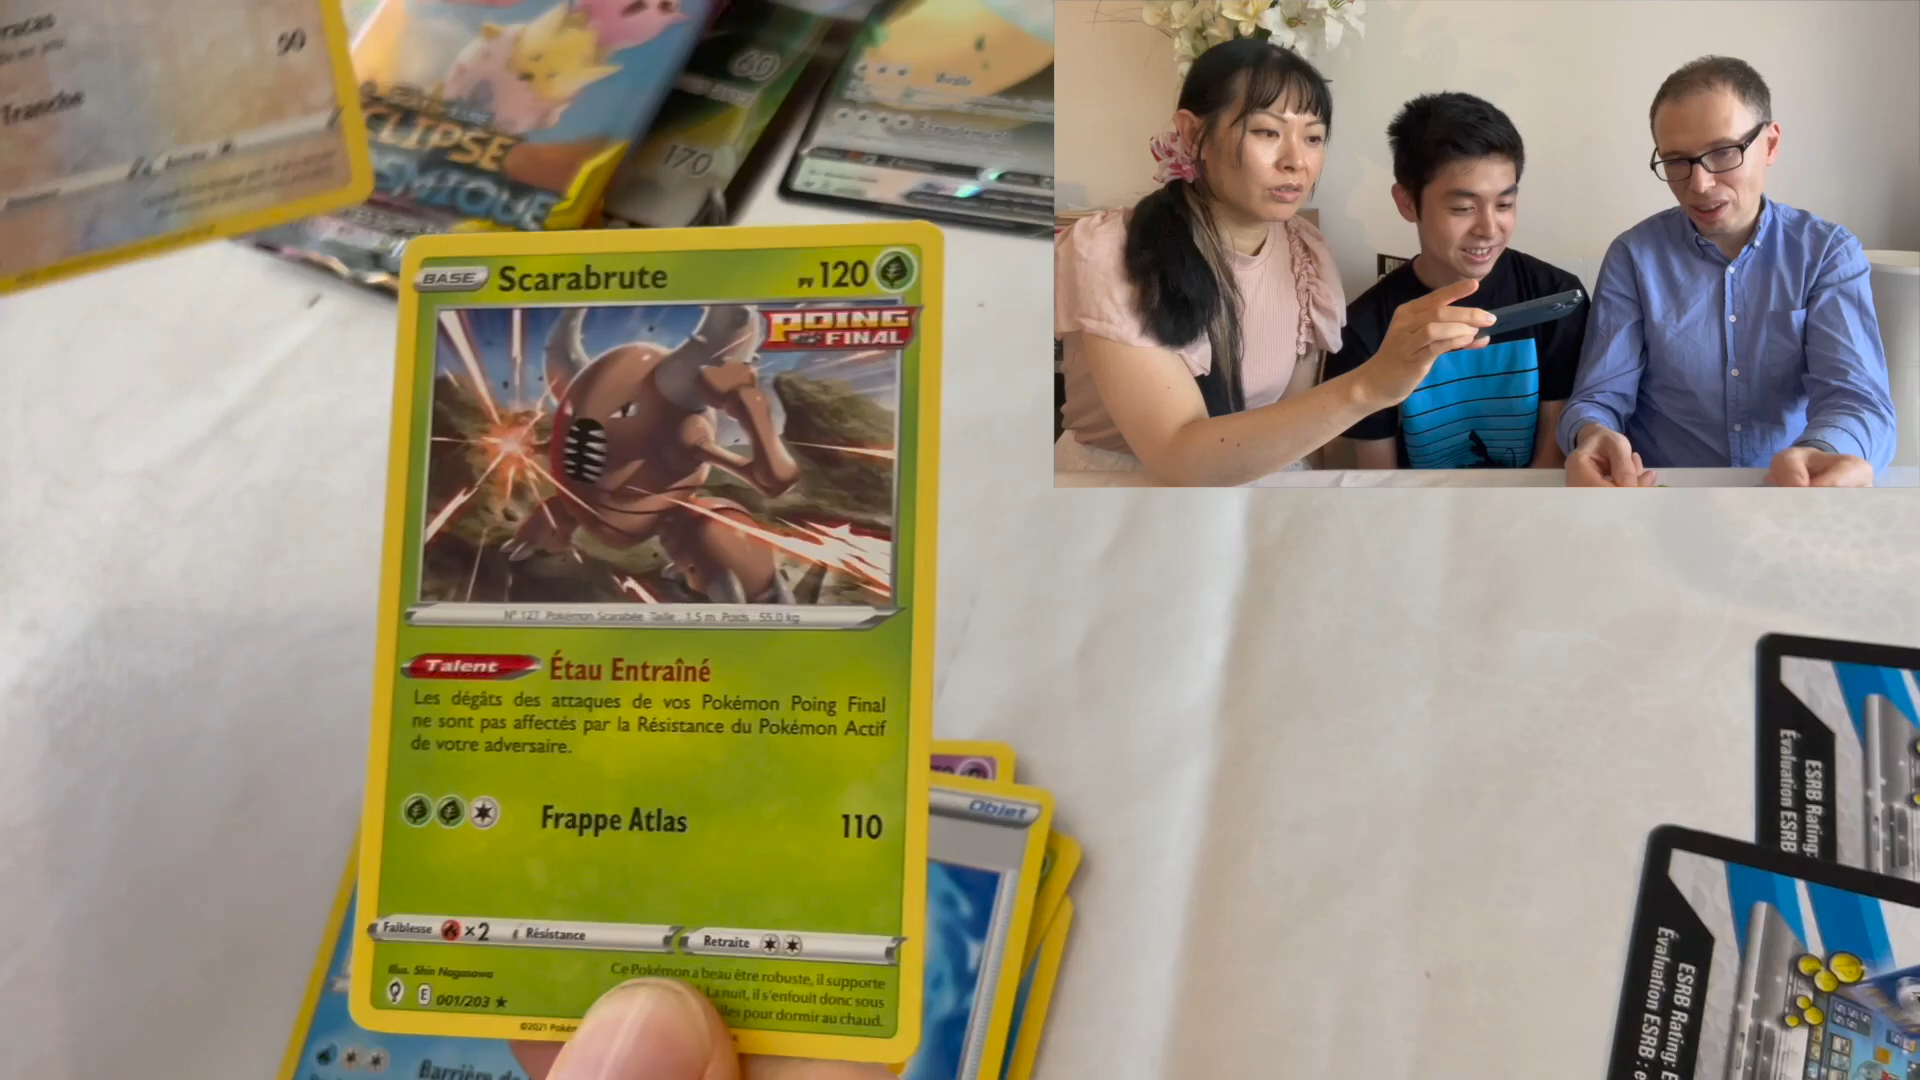 90
Tranche
ECLIPSE
COSMIQUE
60
170
BASE Scarabrute PV 120
POING
FINAL
N° 127 Pokémon Scarabée Taille : 1,5 m Poids : 55,0 kg
Talent Étau Entraîné
Les dégâts des attaques de vos Pokémon Poing Final
ne sont pas affectés par la Résistance du Pokémon Actif
de votre adversaire.
Frappe Atlas 110
Faiblesse ×2 Résistance Retraite
Illus. Shin Nagasawa
E 001/203
Ce Pokémon a beau être robuste, il supporte
La nuit, il s'enfouit donc sous
pour dormir au chaud.
©2021
Objet
Barrière
ESRB Rating:
Évaluation ESRB
ESRB Rating: E
Évaluation ESRB : e